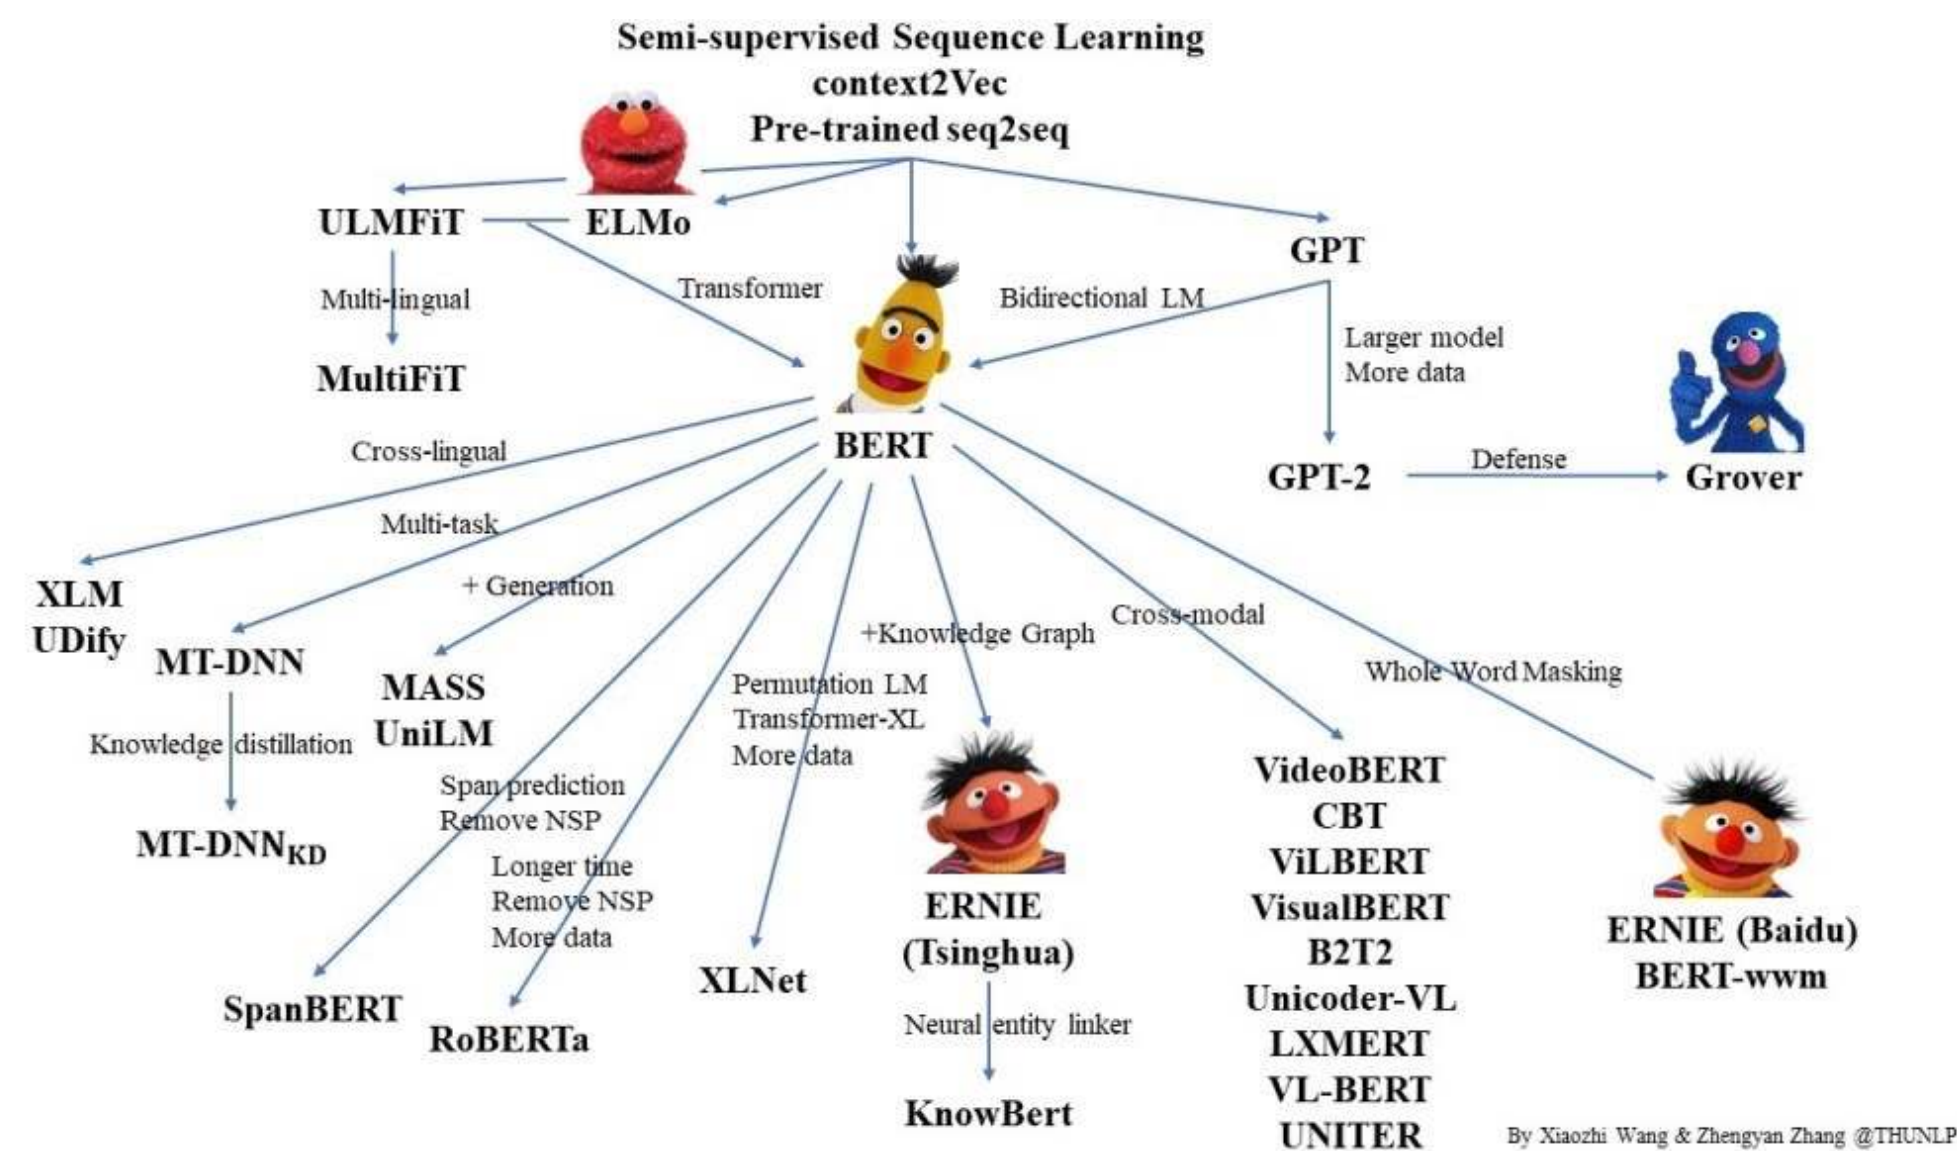 Semi-supervised Sequence Learning
context2Vec
Pre-trained seq2seq
ULMFiT
ELMo
GPT
Multi-lingual
Transformer
Bidirectional LM
Larger model
More data
MultiFiT
BERT
Cross-lingual
Defense
GPT-2
Grover
Multi-task
+ Generation
XLM
UDify
Cross-modal
+Knowledge Graph
MT-DNN
Whole Word Masking
MASS
UniLM
Permutation LM
Transformer-XL
More data
Knowledge distillation
Span prediction
Remove NSP
MT-DNNKD
Longer time
Remove NSP
More data
VideoBERT
CBT
ViLBERT
VisualBERT
B2T2
Unicoder-VL
LXMERT
VL-BERT
UNITER
ERNIE
(Tsinghua)
ERNIE (Baidu)
BERT-wwm
XLNet
SpanBERT
RoBERTa
Neural entity linker
KnowBert
By Xiaozhi Wang & Zhengyan Zhang @THUNLP